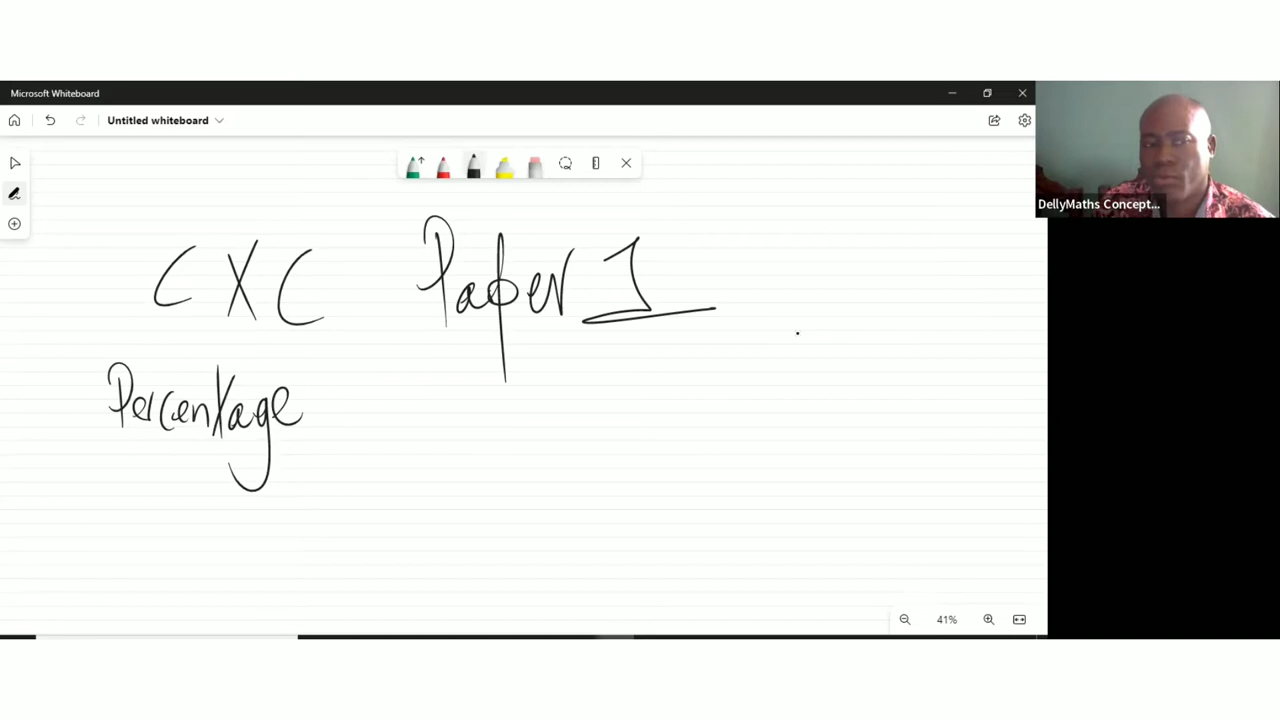 Microsoft Whiteboard
Untitled whiteboard
DellyMaths Concept...
CXC Paper 1
Percentage
41%